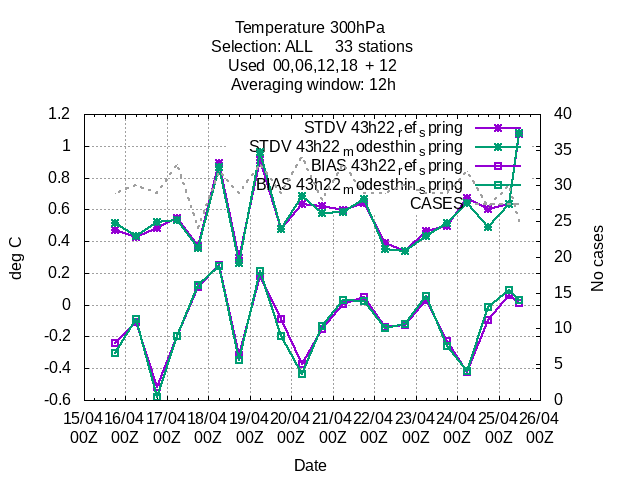 Temperature 300hPa
Selection: ALL 33 stations
Used 00,06,12,18 + 12
Averaging window: 12h
STDV 43h22ref_spring
STDV 43h22modesthin_spring
BIAS 43h22ref_spring
BIAS 43h22modesthin_spring
CASES
deg C
1.2
1
0.8
0.6
0.4
0.2
0
-0.2
-0.4
-0.6
No cases
40
35
30
25
20
15
10
5
0
15/04 16/04 17/04 18/04 19/04 20/04 21/04 22/04 23/04 24/04 25/04 26/04
00Z 00Z 00Z 00Z 00Z 00Z 00Z 00Z 00Z 00Z 00Z 00Z
Date